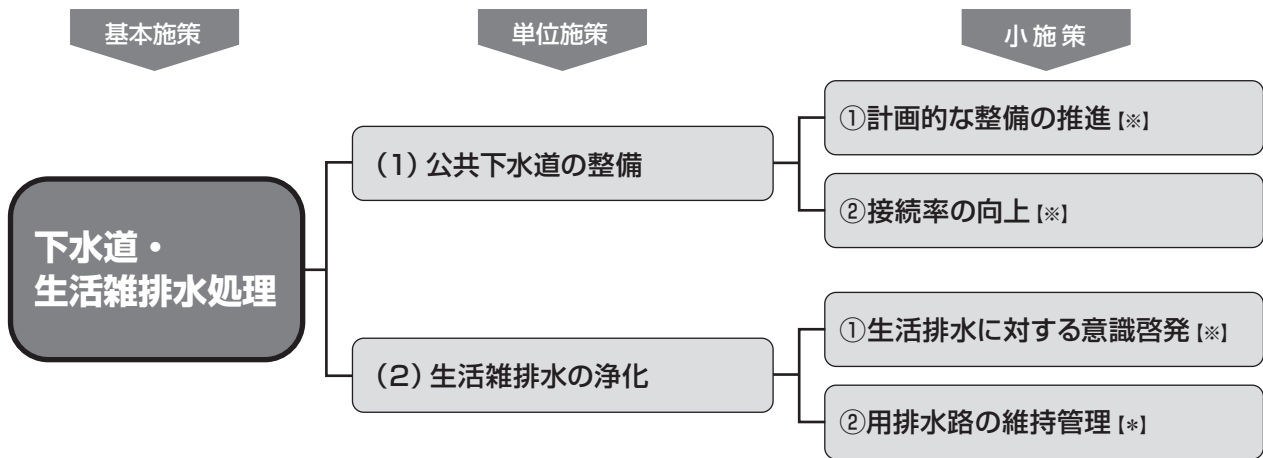 基本施策
単位施策
小施策
下水道・
生活雑排水処理
(1)公共下水道の整備
①計画的な整備の推進【※】
②接続率の向上【※】
(2)生活雑排水の浄化
①生活排水に対する意識啓発【※】
②用排水路の維持管理【*】